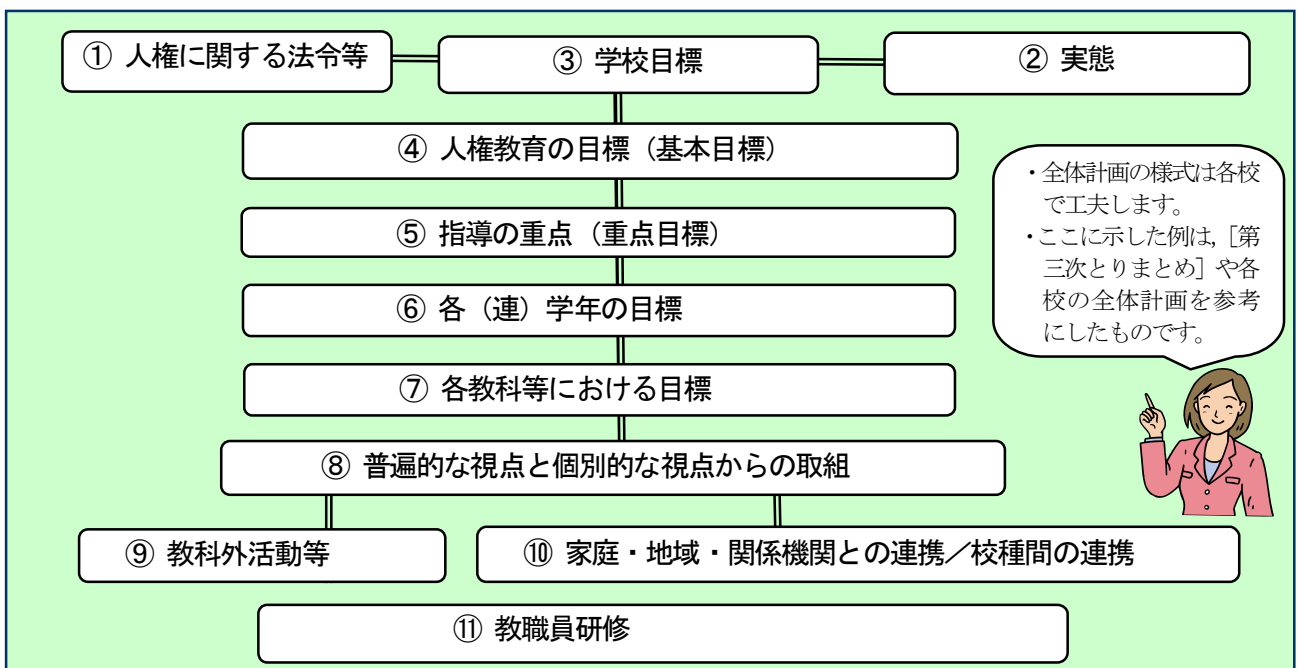 ① 人権に関する法令等
③ 学校目標
② 実態
④ 人権教育の目標（基本目標）
⑤ 指導の重点（重点目標）
⑥ 各（連）学年の目標
⑦ 各教科等における目標
⑧ 普遍的な視点と個別的な視点からの取組
⑨ 教科外活動等
⑩ 家庭・地域・関係機関との連携／校種間の連携
⑪ 教職員研修
・全体計画の様式は各校
で工夫します。
・ここに示した例は，［第
三次とりまとめ］や各
校の全体計画を参考
にしたものです。